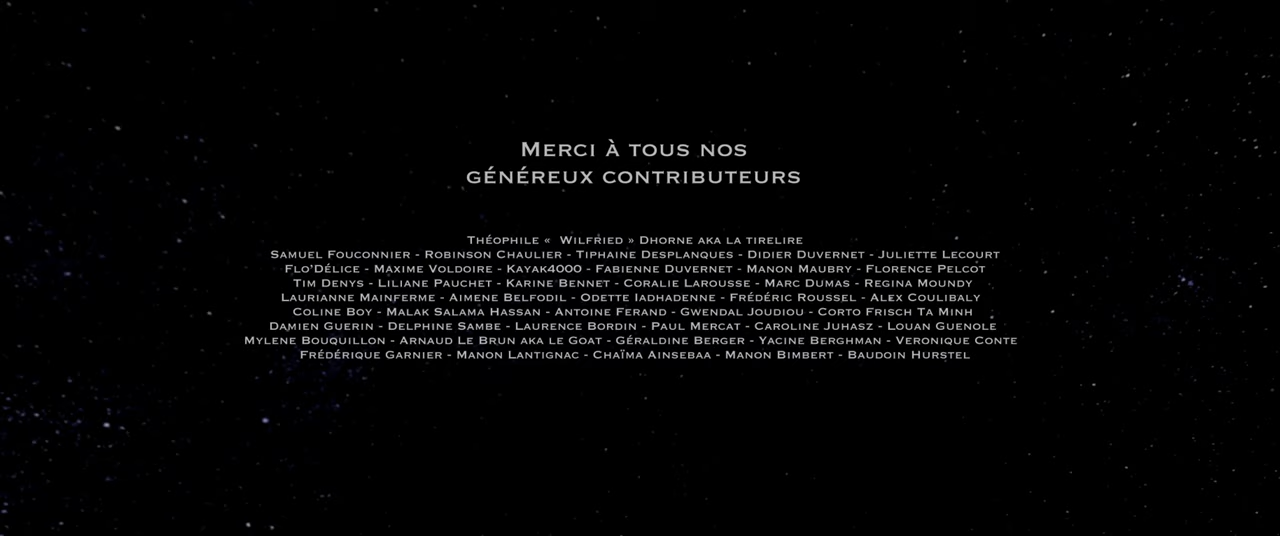 Merci à tous nos
généreux contributeurs
Théophile « Wilfried » Dhorne aka la tirelire
Samuel Fouconnier - Robinson Chaulier - Tiphaine Desplanques - Didier Duvernet - Juliette Lecourt
Flo'Délice - Maxime Voldoire - Kayak4000 - Fabienne Duvernet - Manon Maubry - Florence Pelcot
Tim Denys - Liliane Pauchet - Karine Bennet - Coralie Larousse - Marc Dumas - Regina Moundy
Laurianne Mainferme - Aimene Belfodil - Odette Iadhadenne - Frédéric Roussel - Alex Coulibaly
Coline Boy - Malak Salama Hassan - Antoine Ferand - Gwendal Joudiou - Corto Frisch Ta Minh
Damien Guerin - Delphine Sambe - Laurence Bordin - Paul Mercat - Caroline Juhasz - Louan Guenole
Mylene Bouquillon - Arnaud Le Brun aka le goat - Géraldine Berger - Yacine Berghman - Veronique Conte
Frédérique Garnier - Manon Lantignac - Chaïma Ainsebaa - Manon Bimbert - Baudoin Hurstel